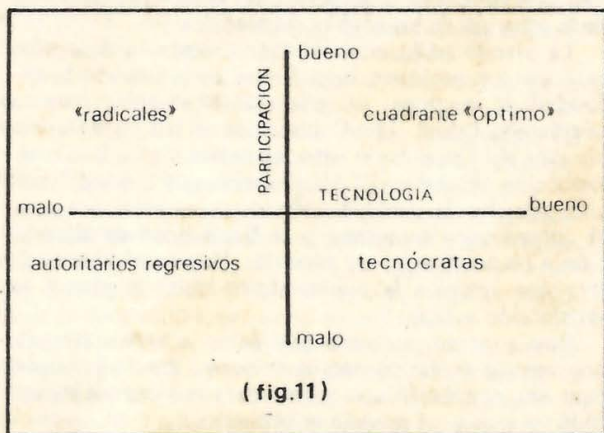 bueno
PARTICIPACION
«radicales»
cuadrante «óptimo»
TECNOLOGIA
malo
bueno
autoritarios regresivos
tecnócratas
malo
(fig.11)